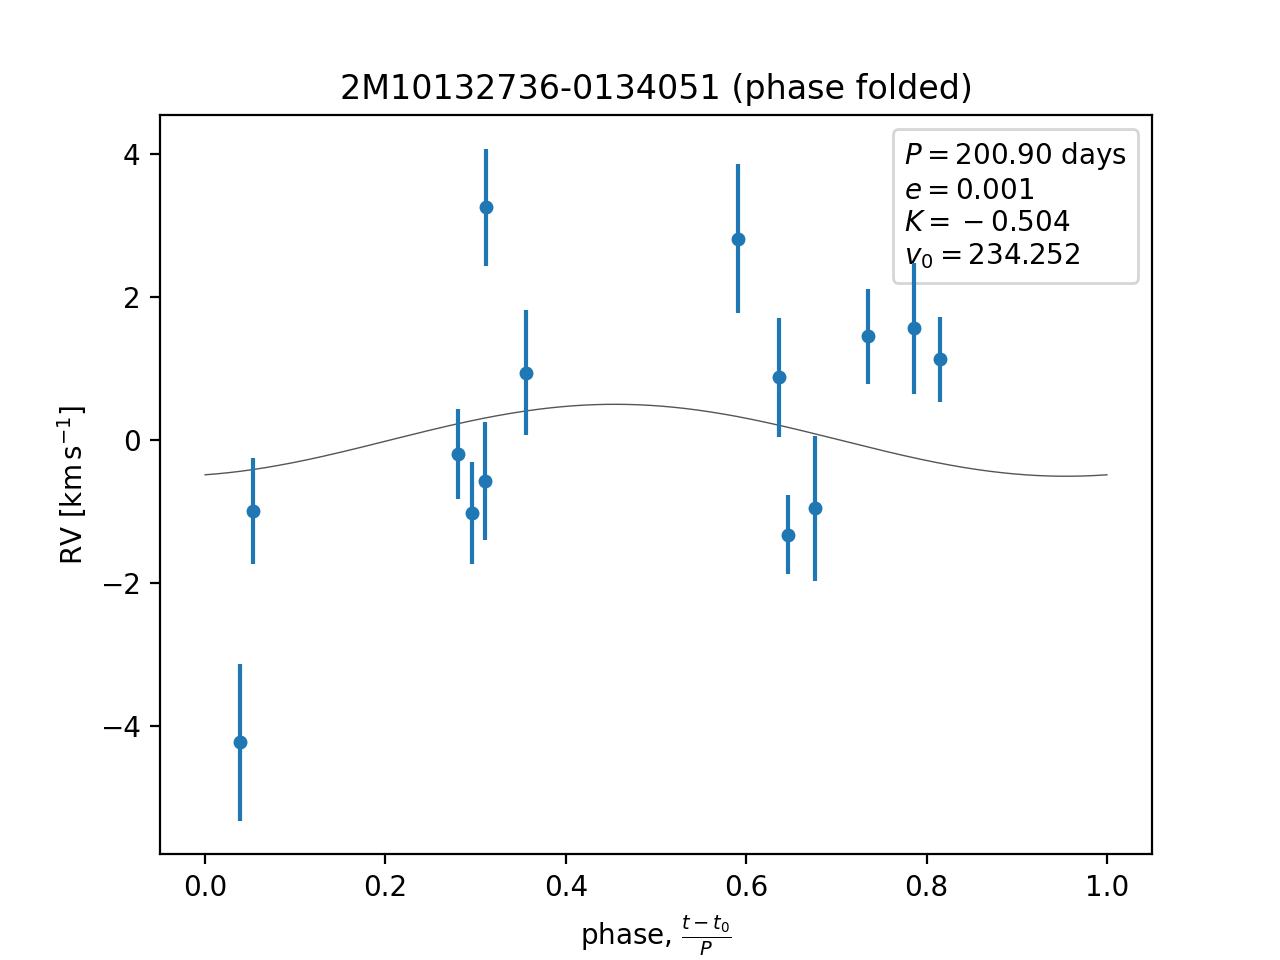 2M10132736-0134051 (phase folded)
P = 200.90 days
e = 0.001
K = −0.504
v₀ = 234.252
4
2
0
−2
−4
RV [km s⁻¹]
0.0 0.2 0.4 0.6 0.8 1.0
phase, (t − t₀)/P